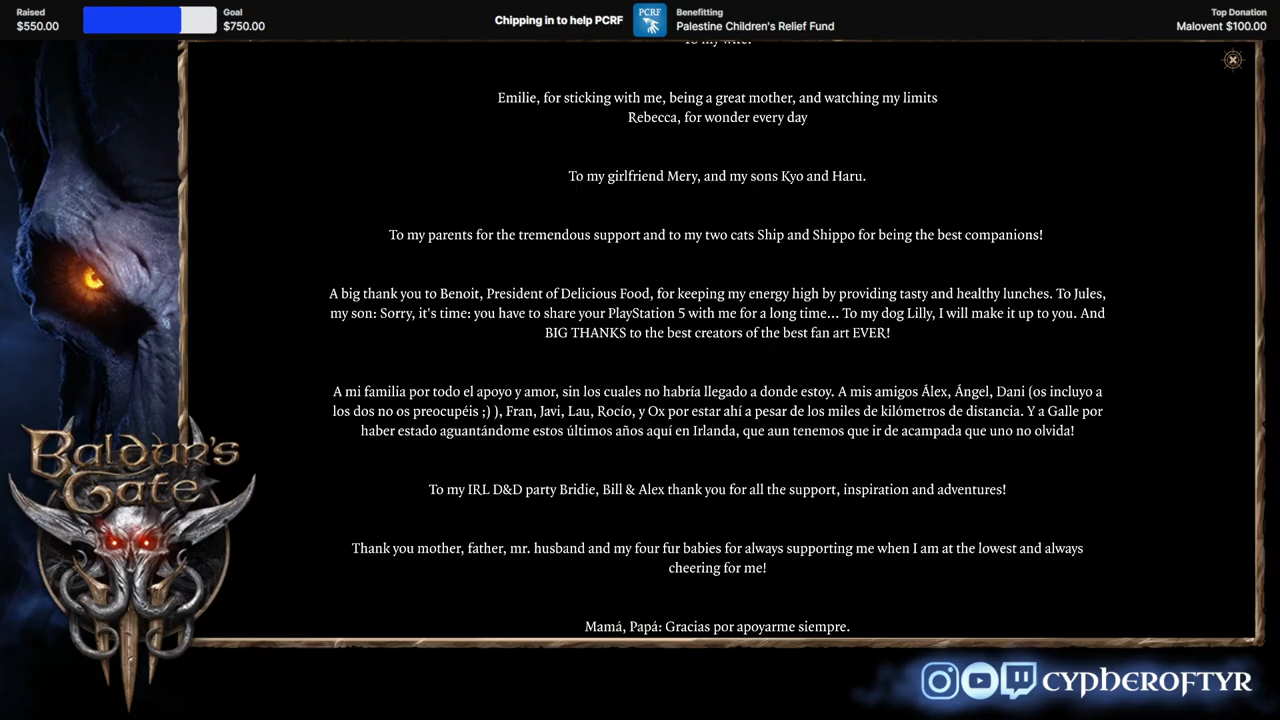 Raised
$550.00
Goal
$750.00
Chipping in to help PCRF
PCRF
Benefitting
Palestine Children's Relief Fund
Top Donation
Malovent $100.00
To my wife.
Emilie, for sticking with me, being a great mother, and watching my limits
Rebecca, for wonder every day
To my girlfriend Mery, and my sons Kyo and Haru.
To my parents for the tremendous support and to my two cats Ship and Shippo for being the best companions!
A big thank you to Benoit, President of Delicious Food, for keeping my energy high by providing tasty and healthy lunches. To Jules,
my son: Sorry, it's time: you have to share your PlayStation 5 with me for a long time... To my dog Lilly, I will make it up to you. And
BIG THANKS to the best creators of the best fan art EVER!
A mi familia por todo el apoyo y amor, sin los cuales no habría llegado a donde estoy. A mis amigos Álex, Ángel, Dani (os incluyo a
los dos no os preocupéis ;) ), Fran, Javi, Lau, Rocío, y Ox por estar ahí a pesar de los miles de kilómetros de distancia. Y a Galle por
haber estado aguantándome estos últimos años aquí en Irlanda, que aun tenemos que ir de acampada que uno no olvida!
To my IRL D&D party Bridie, Bill & Alex thank you for all the support, inspiration and adventures!
Thank you mother, father, mr. husband and my four fur babies for always supporting me when I am at the lowest and always
cheering for me!
Mamá, Papá: Gracias por apoyarme siempre.
Baldur's
Gate
cypheroftyr